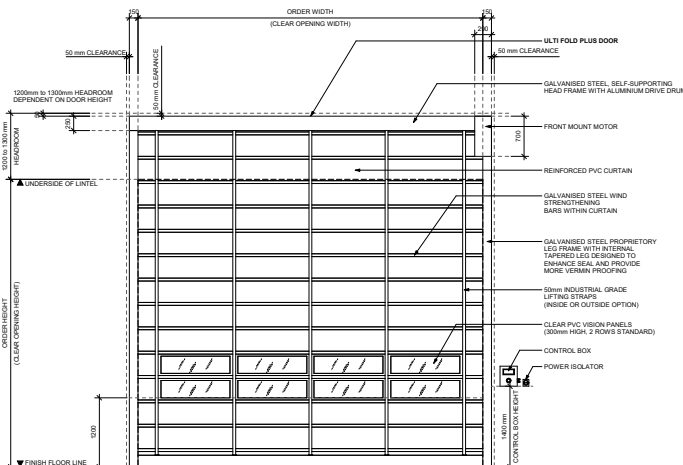 150
ORDER WIDTH
(CLEAR OPENING WIDTH)
150
290
ULTI FOLD PLUS DOOR
50 mm CLEARANCE
50 mm CLEARANCE
50 mm CLEARANCE
1200mm to 1300mm HEADROOM
DEPENDENT ON DOOR HEIGHT
GALVANISED STEEL, SELF-SUPPORTING
HEAD FRAME WITH ALUMINIUM DRIVE DRUM
50
250
1200 to 1300 mm
HEADROOM
700
FRONT MOUNT MOTOR
REINFORCED PVC CURTAIN
UNDERSIDE OF LINTEL
GALVANISED STEEL WIND
STRENGTHENING
BARS WITHIN CURTAIN
GALVANISED STEEL PROPRIETARY
LEG FRAME WITH INTERNAL
TAPERED LEG DESIGNED TO
ENHANCE SEAL AND PROVIDE
MORE VERMIN PROOFING
50mm INDUSTRIAL GRADE
LIFTING STRAPS
(INSIDE OR OUTSIDE OPTION)
ORDER HEIGHT
(CLEAR OPENING HEIGHT)
CLEAR PVC VISION PANELS
(300mm HIGH, 2 ROWS STANDARD)
CONTROL BOX
POWER ISOLATOR
1200
1400 mm
CONTROL BOX HEIGHT
FINISH FLOOR LINE